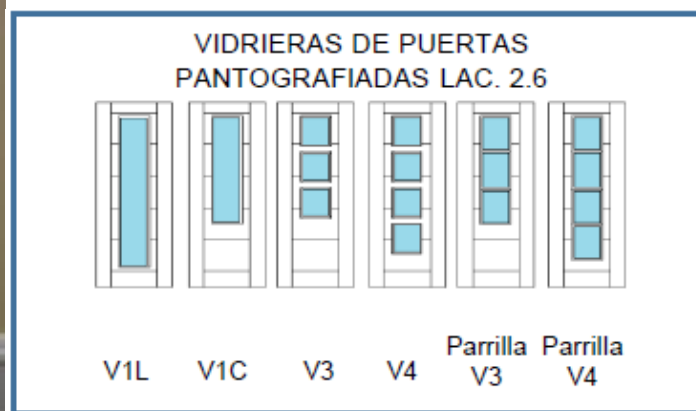 VIDRIERAS DE PUERTAS
PANTOGRAFIADAS LAC. 2.6
V1L V1C V3 V4 Parrilla V3 Parrilla V4